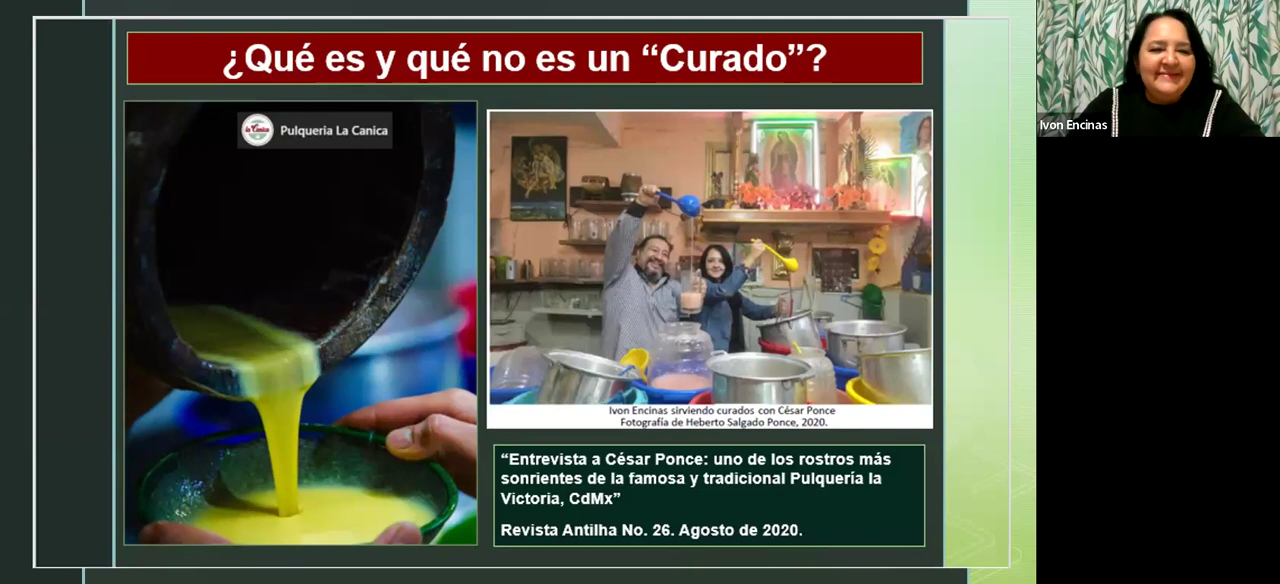 ¿Qué es y qué no es un “Curado”?
la Canica
Pulqueria La Canica
Ivon Encinas
Ivon Encinas sirviendo curados con César Ponce
Fotografía de Heberto Salgado Ponce, 2020.
“Entrevista a César Ponce: uno de los rostros más
sonrientes de la famosa y tradicional Pulquería la
Victoria, CdMx”
Revista Antilha No. 26. Agosto de 2020.